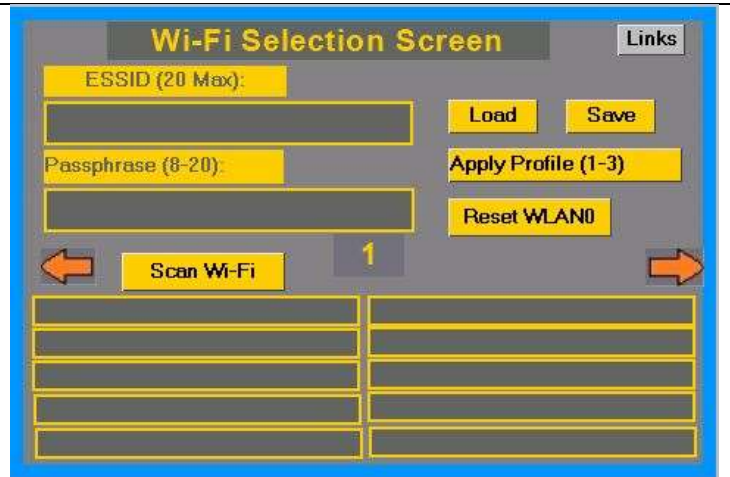 Wi-Fi Selection Screen
Links
ESSID (20 Max):
Load
Save
Passphrase (8-20):
Apply Profile (1-3)
Reset WLAN0
1
Scan Wi-Fi